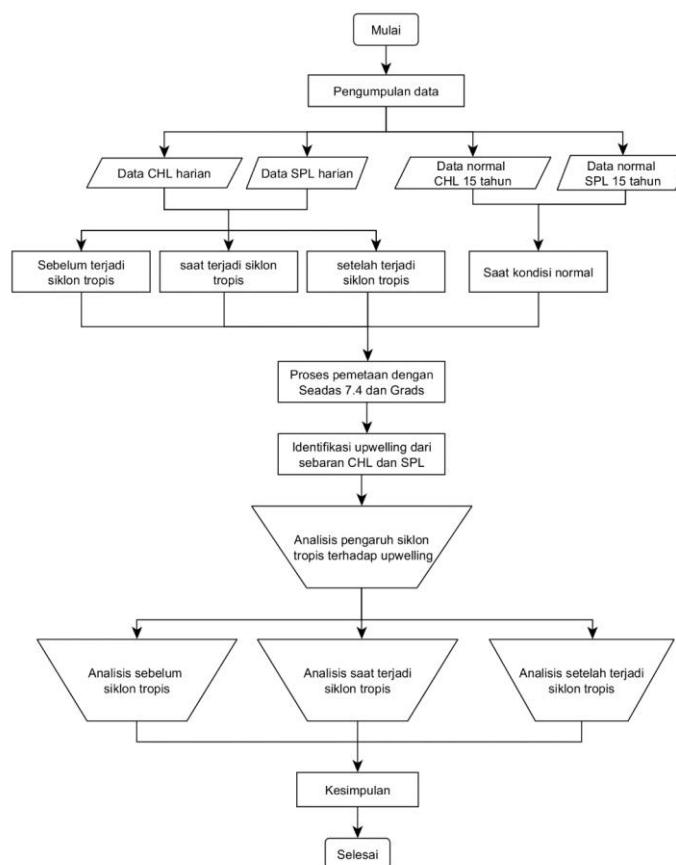 Mulai
Pengumpulan data
Data CHL harian
Data SPL harian
Data normal
CHL 15 tahun
Data normal
SPL 15 tahun
Sebelum terjadi
siklon tropis
saat terjadi siklon
tropis
setelah terjadi
siklon tropis
Saat kondisi normal
Proses pemetaan dengan
Seadas 7.4 dan Grads
Identifikasi upwelling dari
sebaran CHL dan SPL
Analisis pengaruh siklon
tropis terhadap upwelling
Analisis sebelum
siklon tropis
Analisis saat terjadi
siklon tropis
Analisis setelah terjadi
siklon tropis
Kesimpulan
Selesai